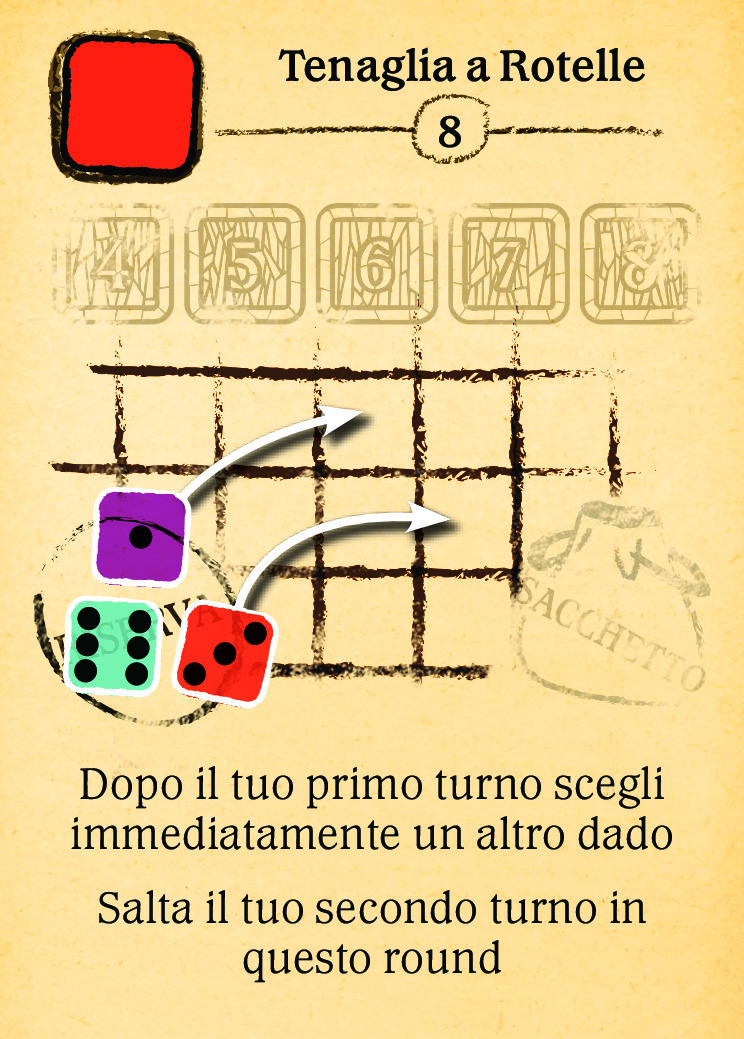 Tenaglia a Rotelle
8
4 5 6 7 8
RISERVA
SACCHETTO
Dopo il tuo primo turno scegli
immediatamente un altro dado
Salta il tuo secondo turno in
questo round